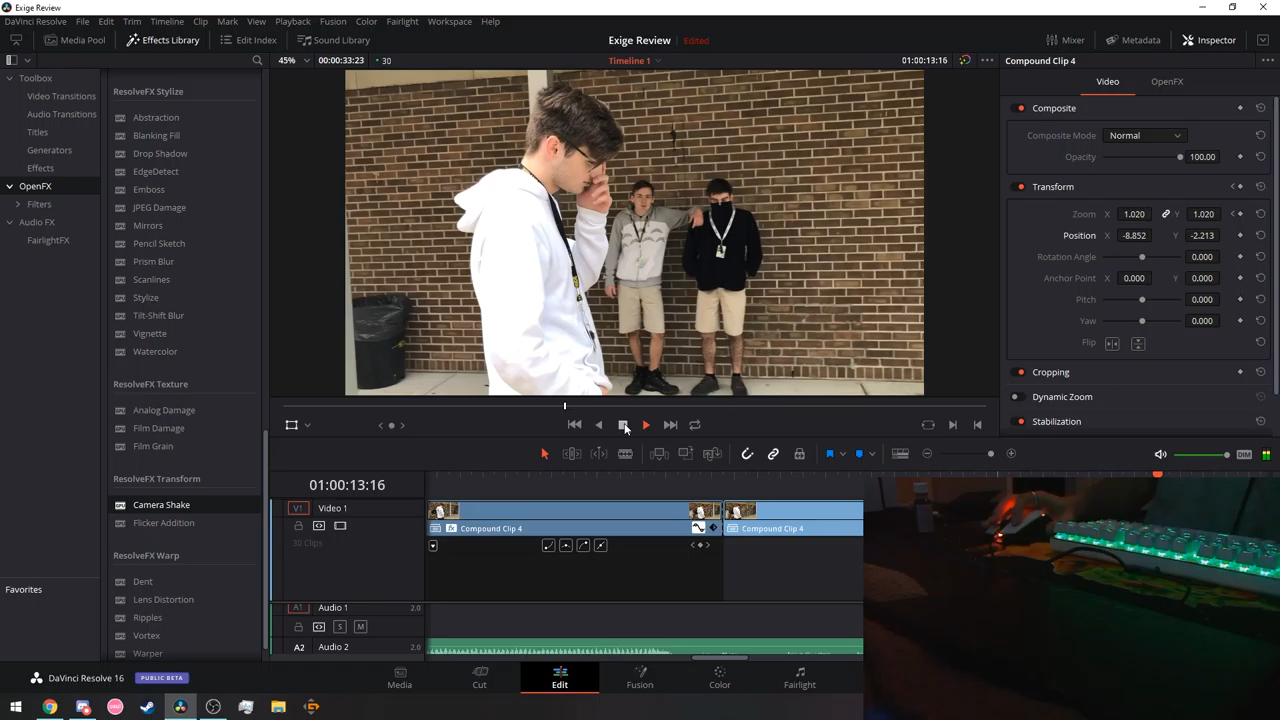 Exige Review
DaVinci Resolve File Edit Trim Timeline Clip Mark View Playback Fusion Color Fairlight Workspace Help
Media Pool Effects Library Edit Index Sound Library Exige Review Edited Mixer Metadata Inspector
45% 00:00:33:23 30 Timeline 1 01:00:13:16 Compound Clip 4
Toolbox
Video Transitions
Audio Transitions
Titles
Generators
Effects
OpenFX
Filters
Audio FX
FairlightFX
Favorites
ResolveFX Stylize
Abstraction
Blanking Fill
Drop Shadow
EdgeDetect
Emboss
JPEG Damage
Mirrors
Pencil Sketch
Prism Blur
Scanlines
Stylize
Tilt-Shift Blur
Vignette
Watercolor
ResolveFX Texture
Analog Damage
Film Damage
Film Grain
ResolveFX Transform
Camera Shake
Flicker Addition
ResolveFX Warp
Dent
Lens Distortion
Ripples
Vortex
Warper
Video OpenFX
Composite
Composite Mode Normal
Opacity 100.00
Transform
Zoom X 1.020 Y 1.020
Position X -8.852 Y -2.213
Rotation Angle 0.000
Anchor Point X 0.000 Y 0.000
Pitch 0.000
Yaw 0.000
Flip
Cropping
Dynamic Zoom
Stabilization
DIM
01:00:13:16
V1 Video 1
30 Clips
Compound Clip 4 Compound Clip 4
A1 Audio 1 2.0
S M
A2 Audio 2 2.0
DaVinci Resolve 16 PUBLIC BETA
Media Cut Edit Fusion Color Fairlight